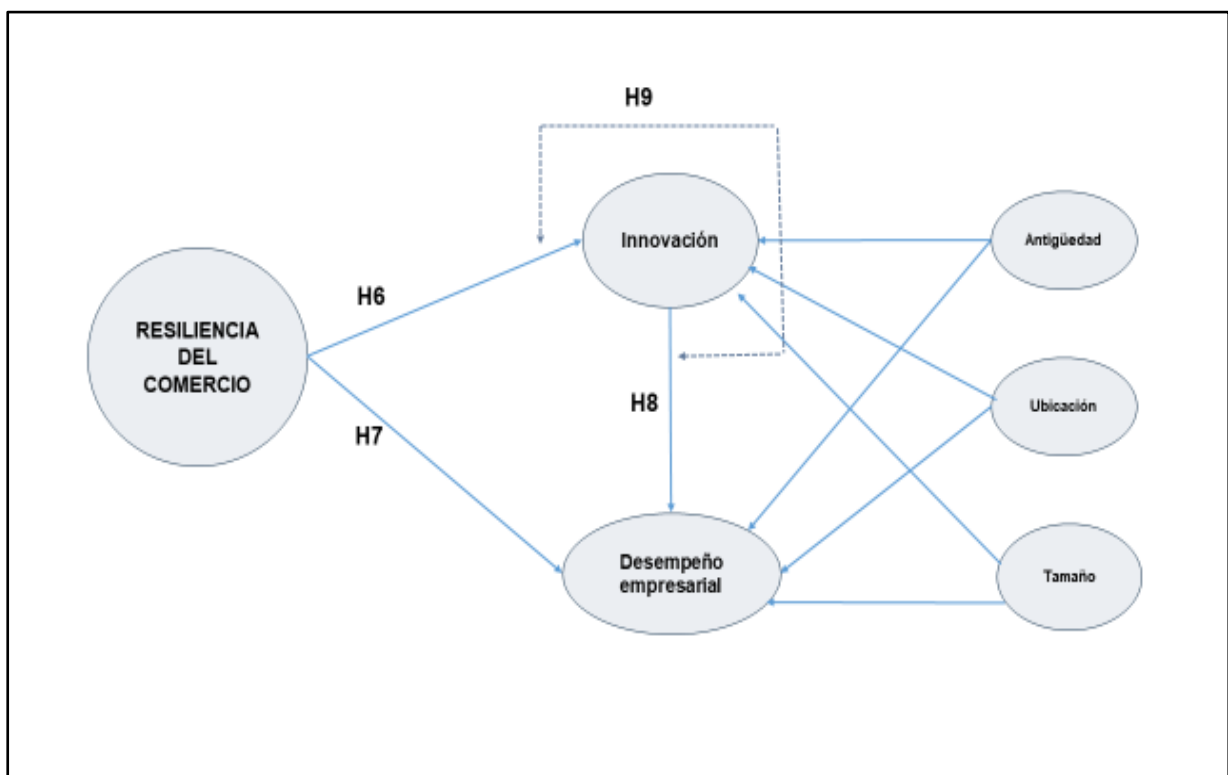 H9
Innovación
Antigüedad
H6
RESILIENCIA
DEL
COMERCIO
H8
Ubicación
H7
Desempeño
empresarial
Tamaño